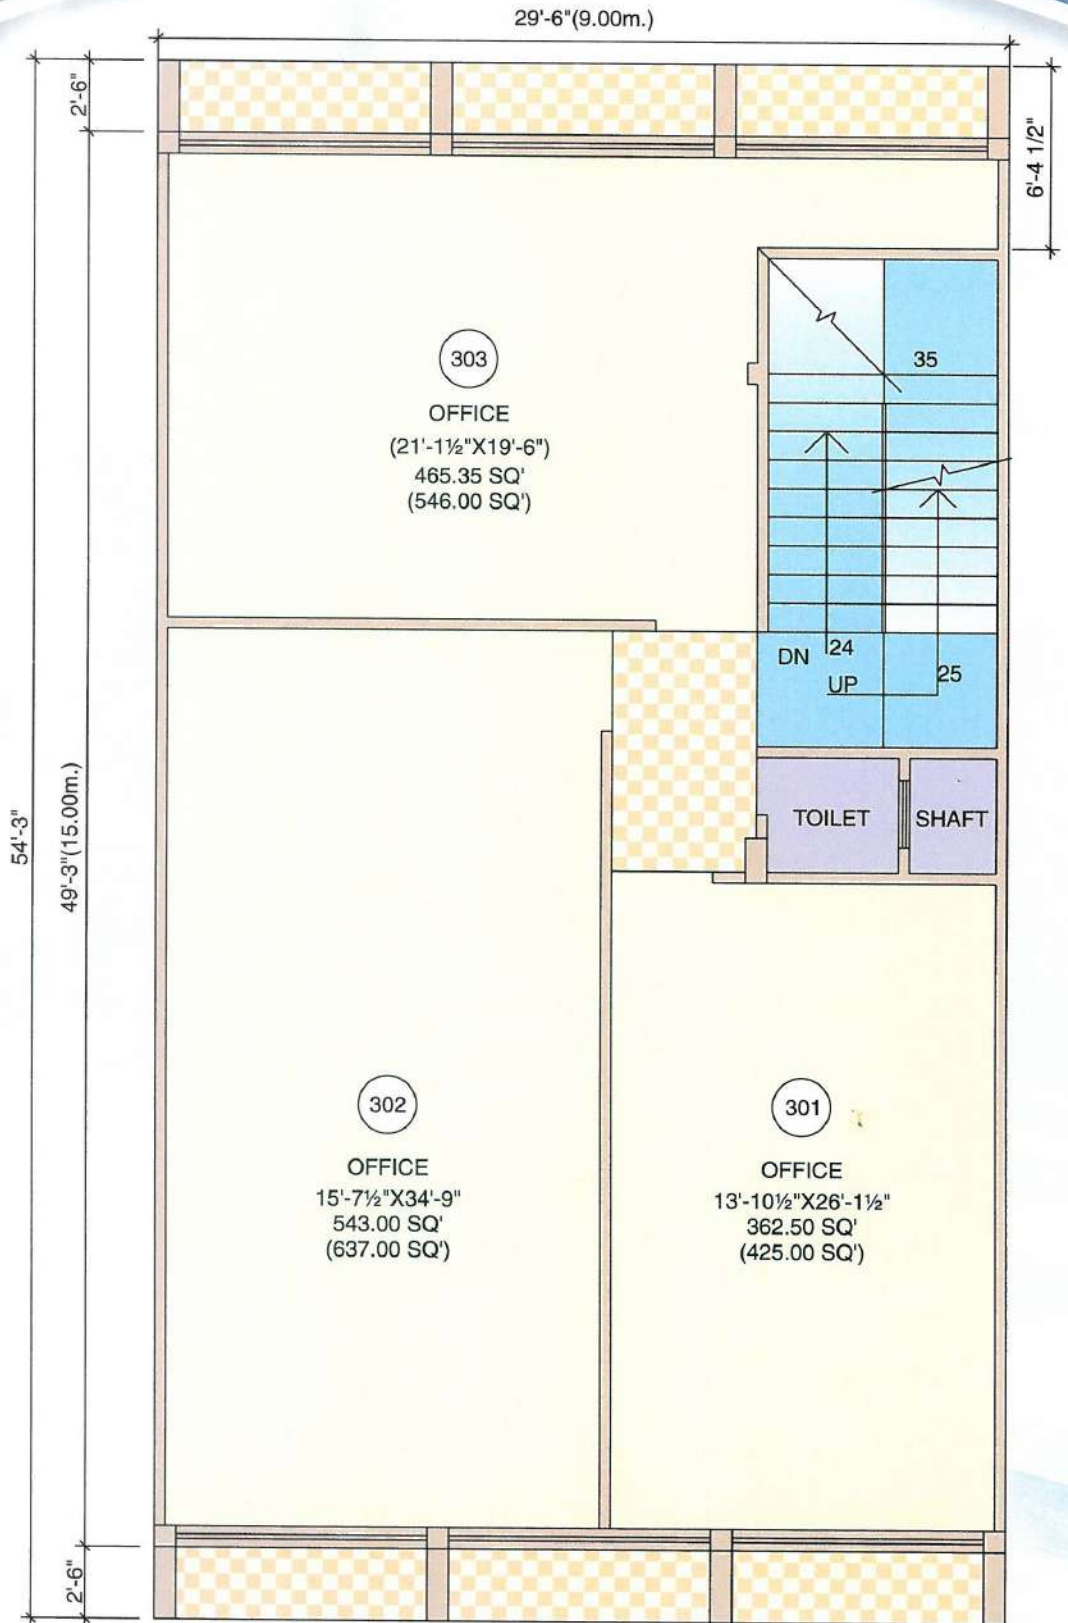 29'-6"(9.00m.)
2'-6"
6'-4 1/2"
303
OFFICE
(21'-1½"X19'-6")
465.35 SQ'
(546.00 SQ')
35
DN
24
UP
25
TOILET
SHAFT
54'-3"
49'-3"(15.00m.)
302
OFFICE
15'-7½"X34'-9"
543.00 SQ'
(637.00 SQ')
301
OFFICE
13'-10½"X26'-1½"
362.50 SQ'
(425.00 SQ')
2'-6"